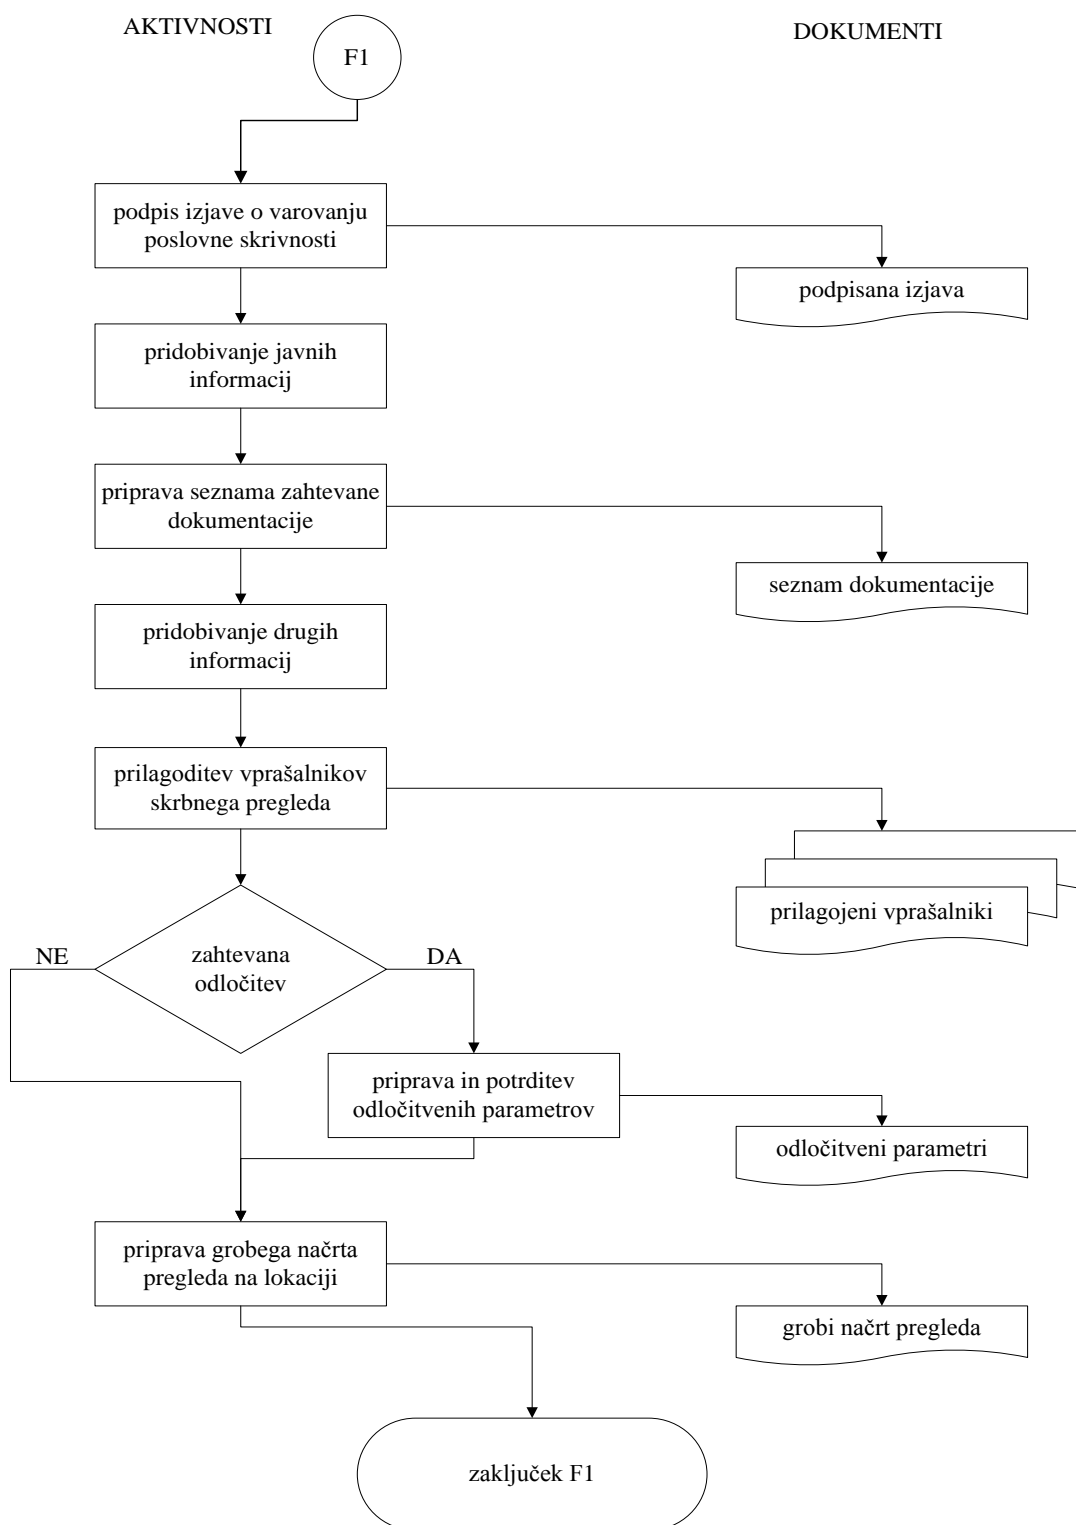 AKTIVNOSTI
F1
DOKUMENTI
podpis izjave o varovanju
poslovne skrivnosti
podpisana izjava
pridobivanje javnih
informacij
priprava seznama zahtevane
dokumentacije
seznam dokumentacije
pridobivanje drugih
informacij
prilagoditev vprašalnikov
skrbnega pregleda
prilagojeni vprašalniki
NE
zahtevana
odločitev
DA
priprava in potrditev
odločitvenih parametrov
odločitveni parametri
priprava grobega načrta
pregleda na lokaciji
grobi načrt pregleda
zaključek F1